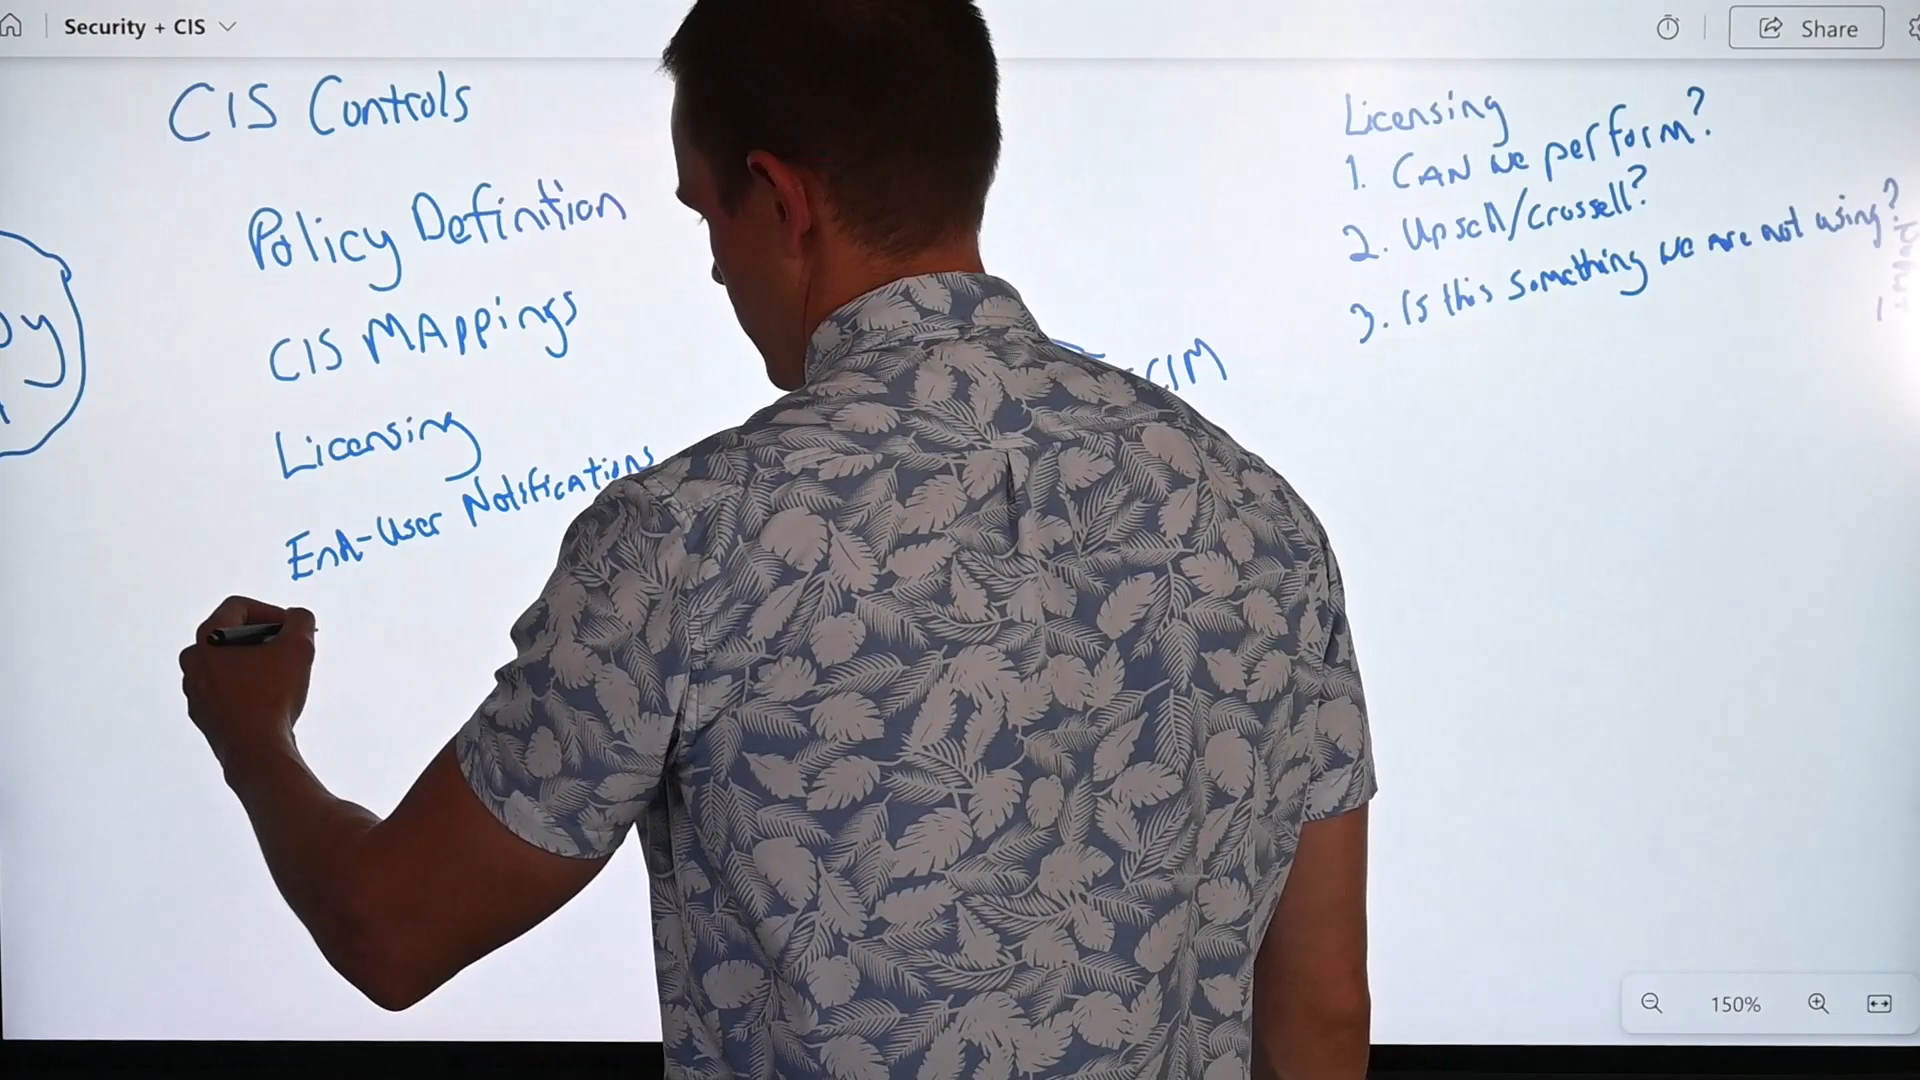 Security + CIS
Share
CIS Controls
Policy Definition
CIS MAppings
Licensing
End-User Notifications
Licensing
1. CAN we perform?
2. Upsell/Crossell?
3. Is this something we are not using?
150%